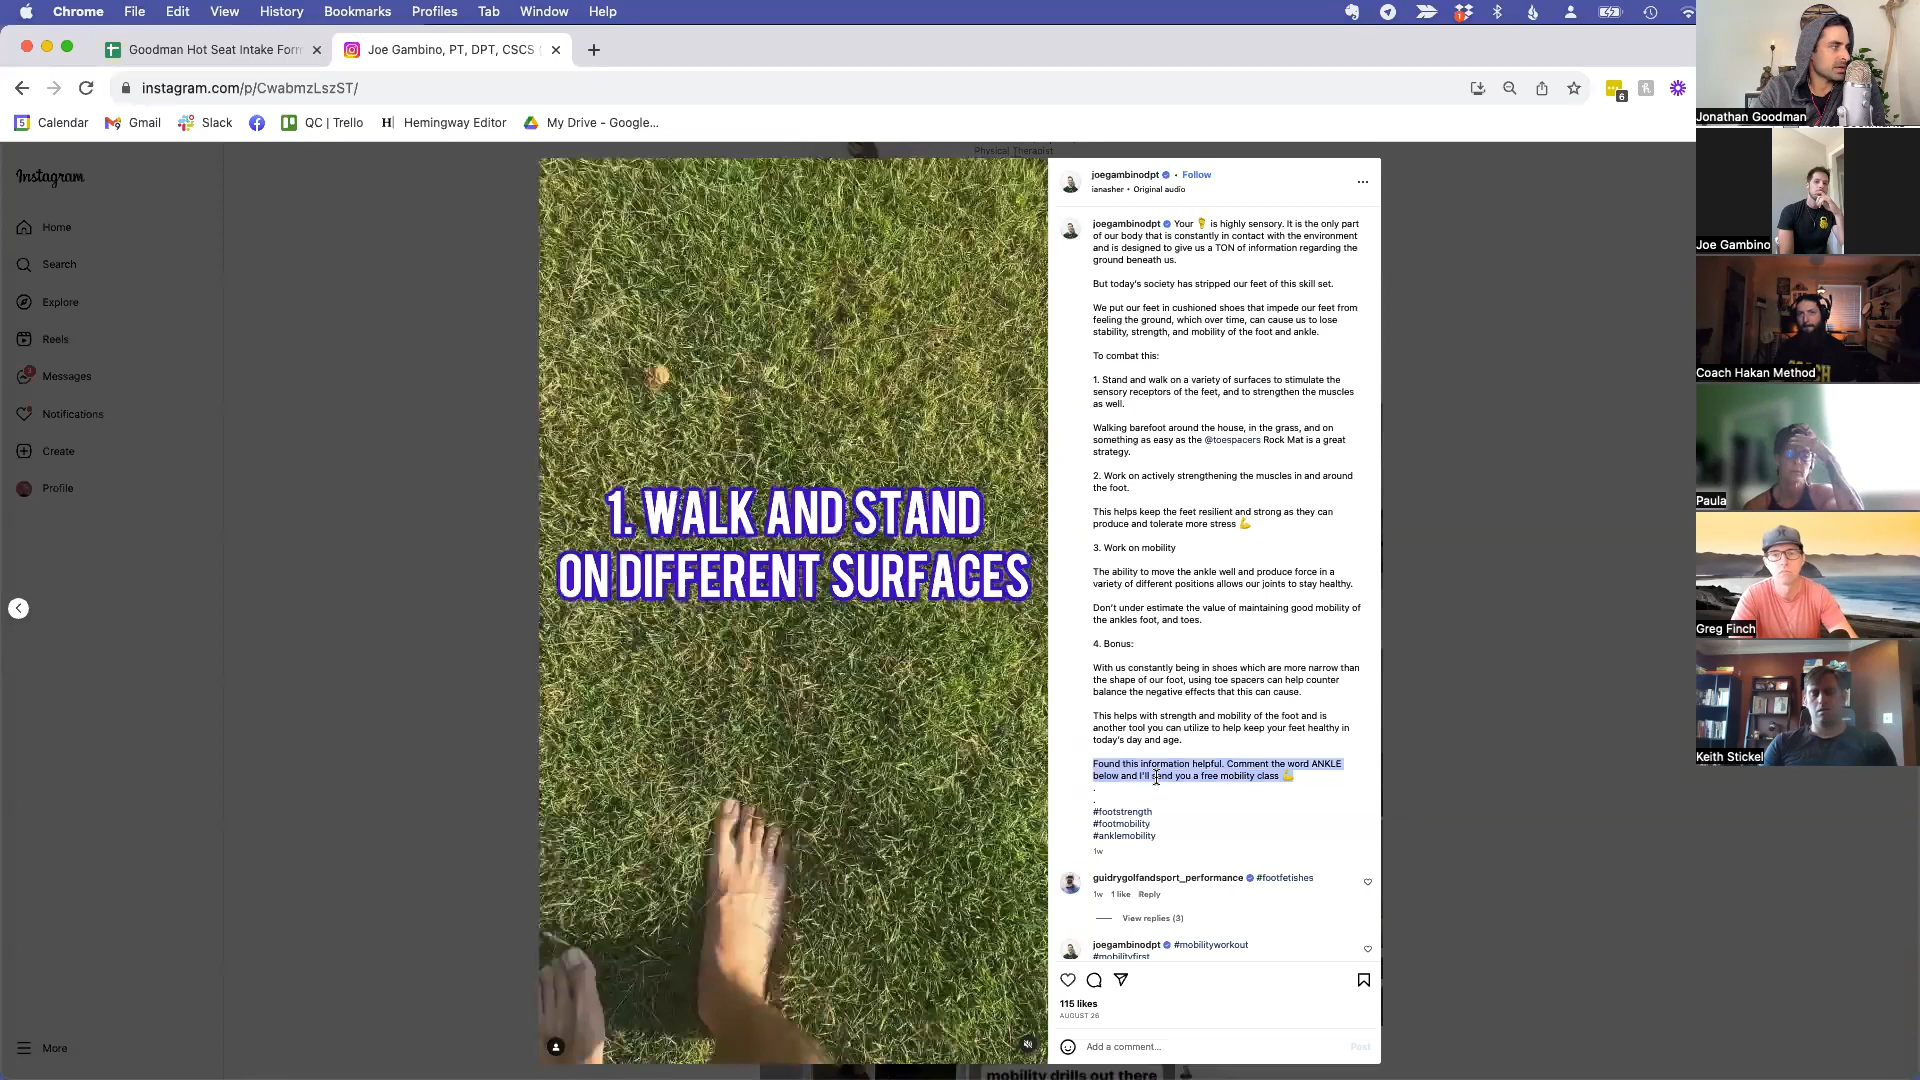 Chrome File Edit View History Bookmarks Profiles Tab Window Help
Goodman Hot Seat Intake Form
Joe Gambino, PT, DPT, CSCS
instagram.com/p/CwabmzLszST/
6
Calendar Gmail Slack QC | Trello Hemingway Editor My Drive - Google...
Physical Therapist
Instagram
Home
Search
Explore
Reels
Messages
Notifications
Create
Profile
More
1. WALK AND STAND
ON DIFFERENT SURFACES
joegambinodpt • Follow
ianasher • Original audio
joegambinodpt Your 🦶 is highly sensory. It is the only part
of our body that is constantly in contact with the environment
and is designed to give us a TON of information regarding the
ground beneath us.
But today's society has stripped our feet of this skill set.
We put our feet in cushioned shoes that impede our feet from
feeling the ground, which over time, can cause us to lose
stability, strength, and mobility of the foot and ankle.
To combat this:
1. Stand and walk on a variety of surfaces to stimulate the
sensory receptors of the feet, and to strengthen the muscles
as well.
Walking barefoot around the house, in the grass, and on
something as easy as the @toespacers Rock Mat is a great
strategy.
2. Work on actively strengthening the muscles in and around
the foot.
This helps keep the feet resilient and strong as they can
produce and tolerate more stress 💪
3. Work on mobility
The ability to move the ankle well and produce force in a
variety of different positions allows our joints to stay healthy.
Don't under estimate the value of maintaining good mobility of
the ankles foot, and toes.
4. Bonus:
With us constantly being in shoes which are more narrow than
the shape of our foot, using toe spacers can help counter
balance the negative effects that this can cause.
This helps with strength and mobility of the foot and is
another tool you can utilize to help keep your feet healthy in
today's day and age.
Found this information helpful. Comment the word ANKLE
below and I'll send you a free mobility class 💪
.
.
#footstrength
#footmobility
#anklemobility
1w
guidrygolfandsport_performance #footfetishes
1w 1 like Reply
View replies (3)
joegambinodpt #mobilityworkout
#mobilityfirst
115 likes
AUGUST 26
Add a comment...
Post
mobility drills out there
Jonathan Goodman
Joe Gambino
Coach Hakan Method
COACH
Paula
Greg Finch
Keith Stickel